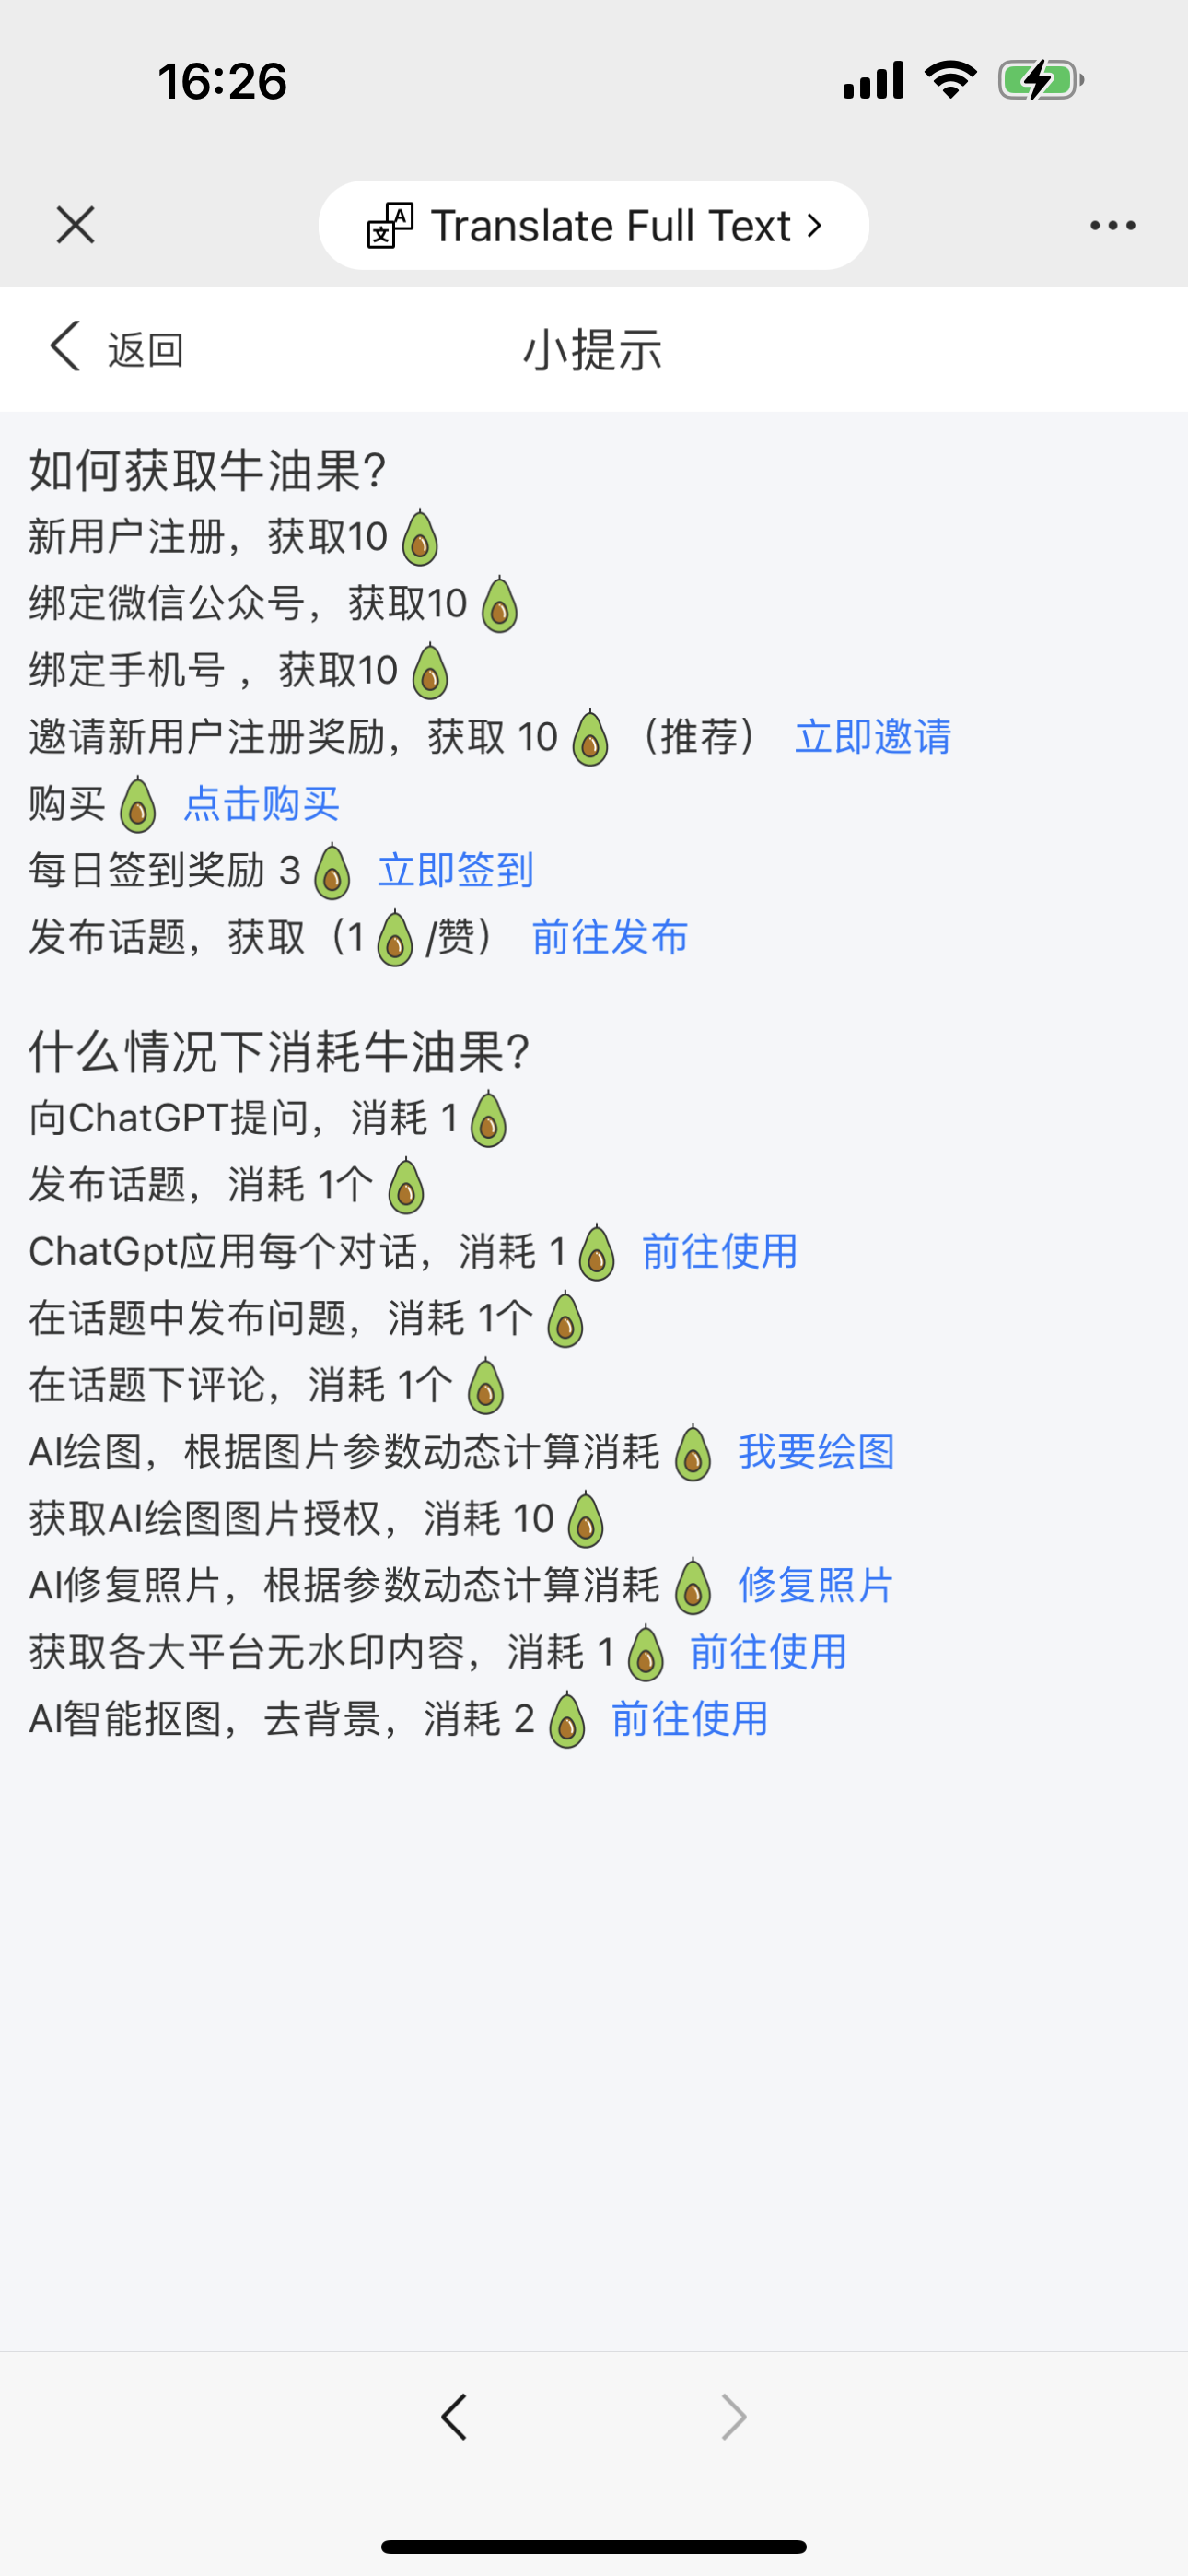 16:26
Translate Full Text
返回
小提示
如何获取牛油果?
新用户注册，获取10
绑定微信公众号，获取10
绑定手机号 ，获取10
邀请新用户注册奖励，获取 10 （推荐） 立即邀请
购买 点击购买
每日签到奖励 3 立即签到
发布话题，获取（1 /赞） 前往发布
什么情况下消耗牛油果?
向ChatGPT提问，消耗 1
发布话题，消耗 1个
ChatGpt应用每个对话，消耗 1 前往使用
在话题中发布问题，消耗 1个
在话题下评论，消耗 1个
AI绘图，根据图片参数动态计算消耗 我要绘图
获取AI绘图图片授权，消耗 10
AI修复照片，根据参数动态计算消耗 修复照片
获取各大平台无水印内容，消耗 1 前往使用
AI智能抠图，去背景，消耗 2 前往使用